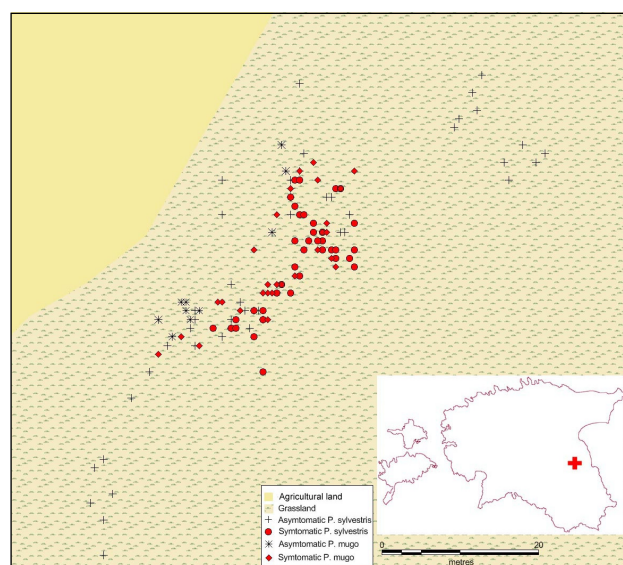 Agricultural land
Grassland
Asymtomatic P. sylvestris
Symtomatic P. sylvestris
Asymtomatic P. mugo
Symtomatic P. mugo
0 20
metres